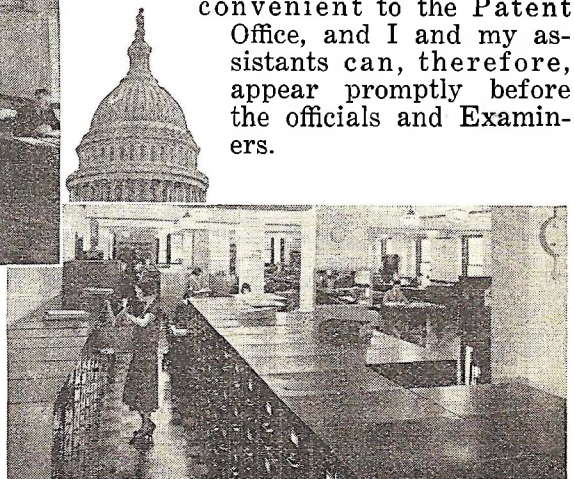 convenient to the Patent
Office, and I and my as-
sistants can, therefore,
appear promptly before
the officials and Examin-
ers.